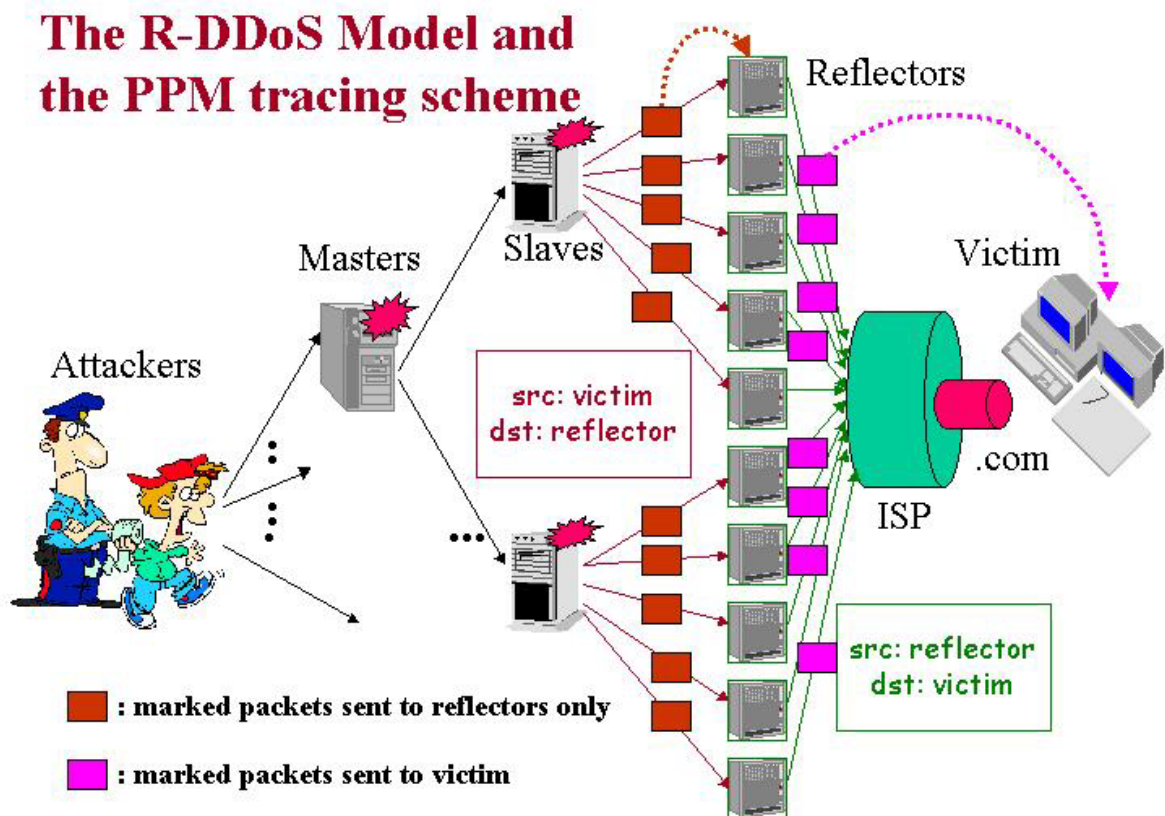 The R-DDoS Model and
the PPM tracing scheme
Reflectors
Slaves
Masters
Victim
Attackers
src: victim
dst: reflector
.com
ISP
src: reflector
dst: victim
: marked packets sent to reflectors only
: marked packets sent to victim